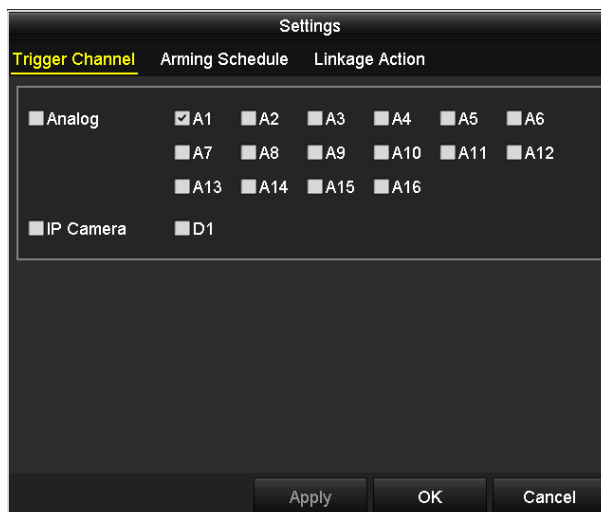 Settings
Trigger Channel Arming Schedule Linkage Action
Analog A1 A2 A3 A4 A5 A6
A7 A8 A9 A10 A11 A12
A13 A14 A15 A16
IP Camera D1
Apply OK Cancel